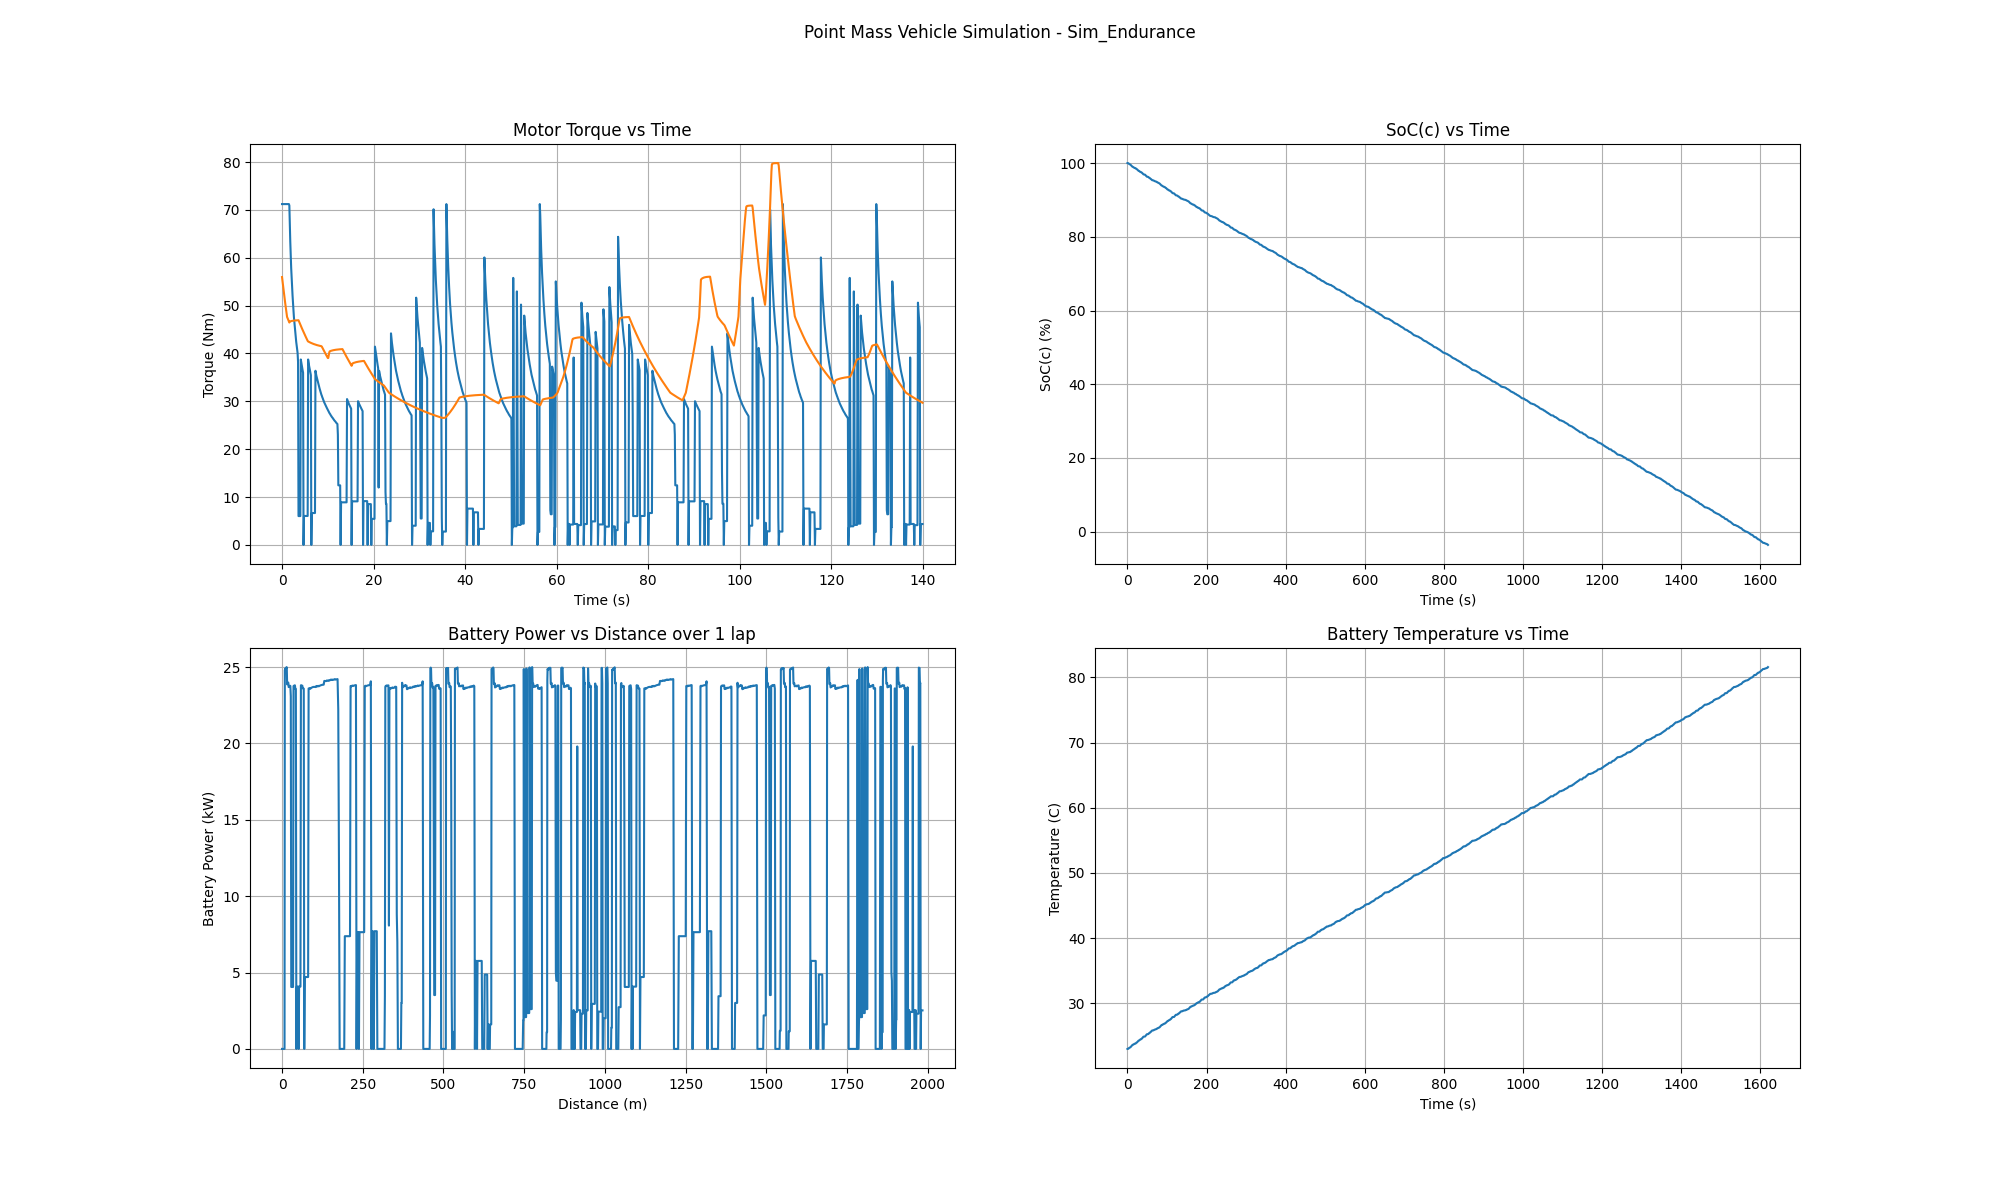 Point Mass Vehicle Simulation - Sim_Endurance
Motor Torque vs Time
Torque (Nm)
80
70
60
50
40
30
20
10
0
0 20 40 60 80 100 120 140
Time (s)
SoC(c) vs Time
SoC(c) (%)
100
80
60
40
20
0
0 200 400 600 800 1000 1200 1400 1600
Time (s)
Battery Power vs Distance over 1 lap
Battery Power (kW)
25
20
15
10
5
0
0 250 500 750 1000 1250 1500 1750 2000
Distance (m)
Battery Temperature vs Time
Temperature (C)
80
70
60
50
40
30
0 200 400 600 800 1000 1200 1400 1600
Time (s)